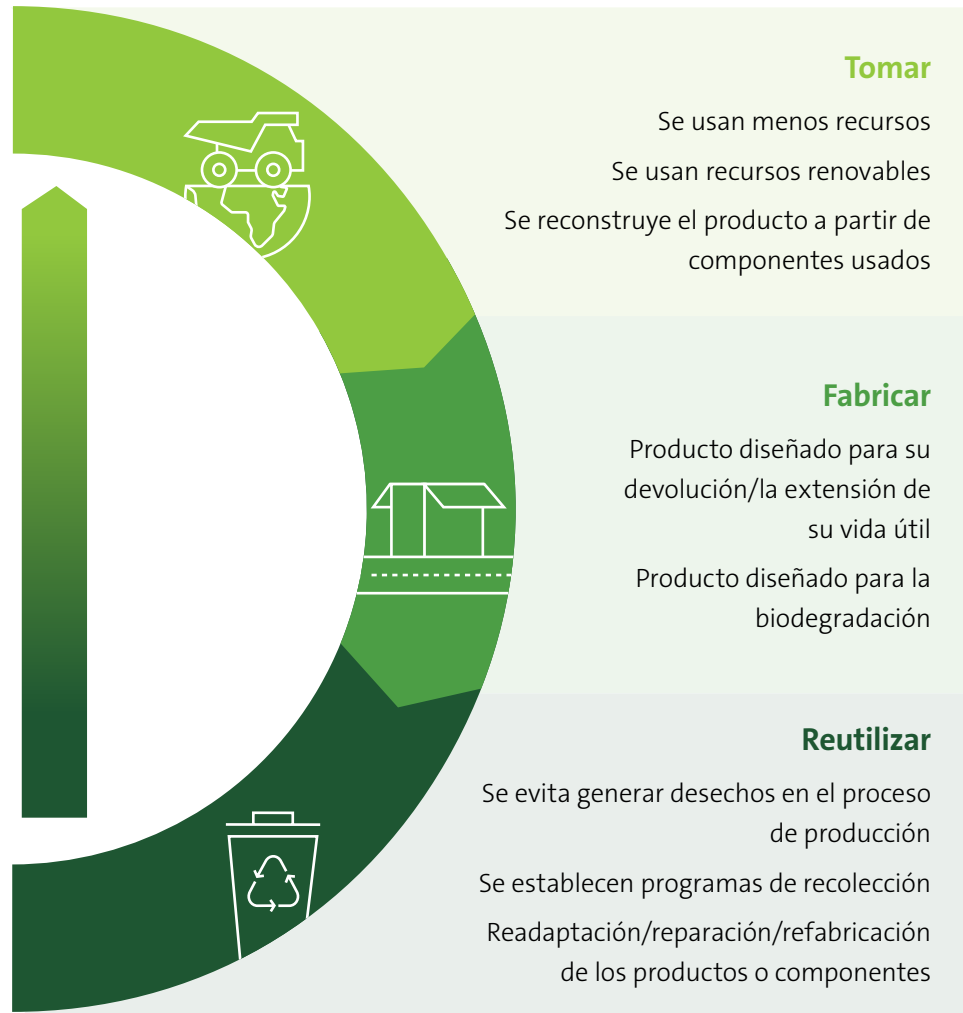 Tomar
Se usan menos recursos
Se usan recursos renovables
Se reconstruye el producto a partir de
componentes usados
Fabricar
Producto diseñado para su
devolución/la extensión de
su vida útil
Producto diseñado para la
biodegradación
Reutilizar
Se evita generar desechos en el proceso
de producción
Se establecen programas de recolección
Readaptación/reparación/refabricación
de los productos o componentes